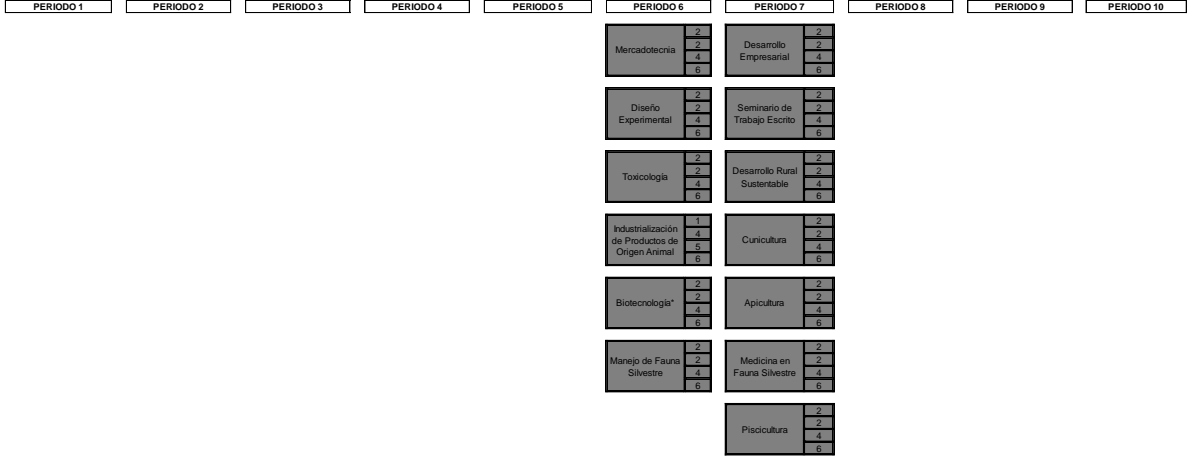 PERIODO 1 PERIODO 2 PERIODO 3 PERIODO 4 PERIODO 5 PERIODO 6 PERIODO 7 PERIODO 8 PERIODO 9 PERIODO 10
Mercadotecnia
2
2
4
6
Desarrollo
Empresarial
2
2
4
6
Diseño
Experimental
2
2
4
6
Seminario de
Trabajo Escrito
2
2
4
6
Toxicología
2
2
4
6
Desarrollo Rural
Sustentable
2
2
4
6
Industrialización
de Productos de
Origen Animal
1
4
5
6
Cunicultura
2
2
4
6
Biotecnología*
2
2
4
6
Apicultura
2
2
4
6
Manejo de Fauna
Silvestre
2
2
4
6
Medicina en
Fauna Silvestre
2
2
4
6
Piscicultura
2
2
4
6